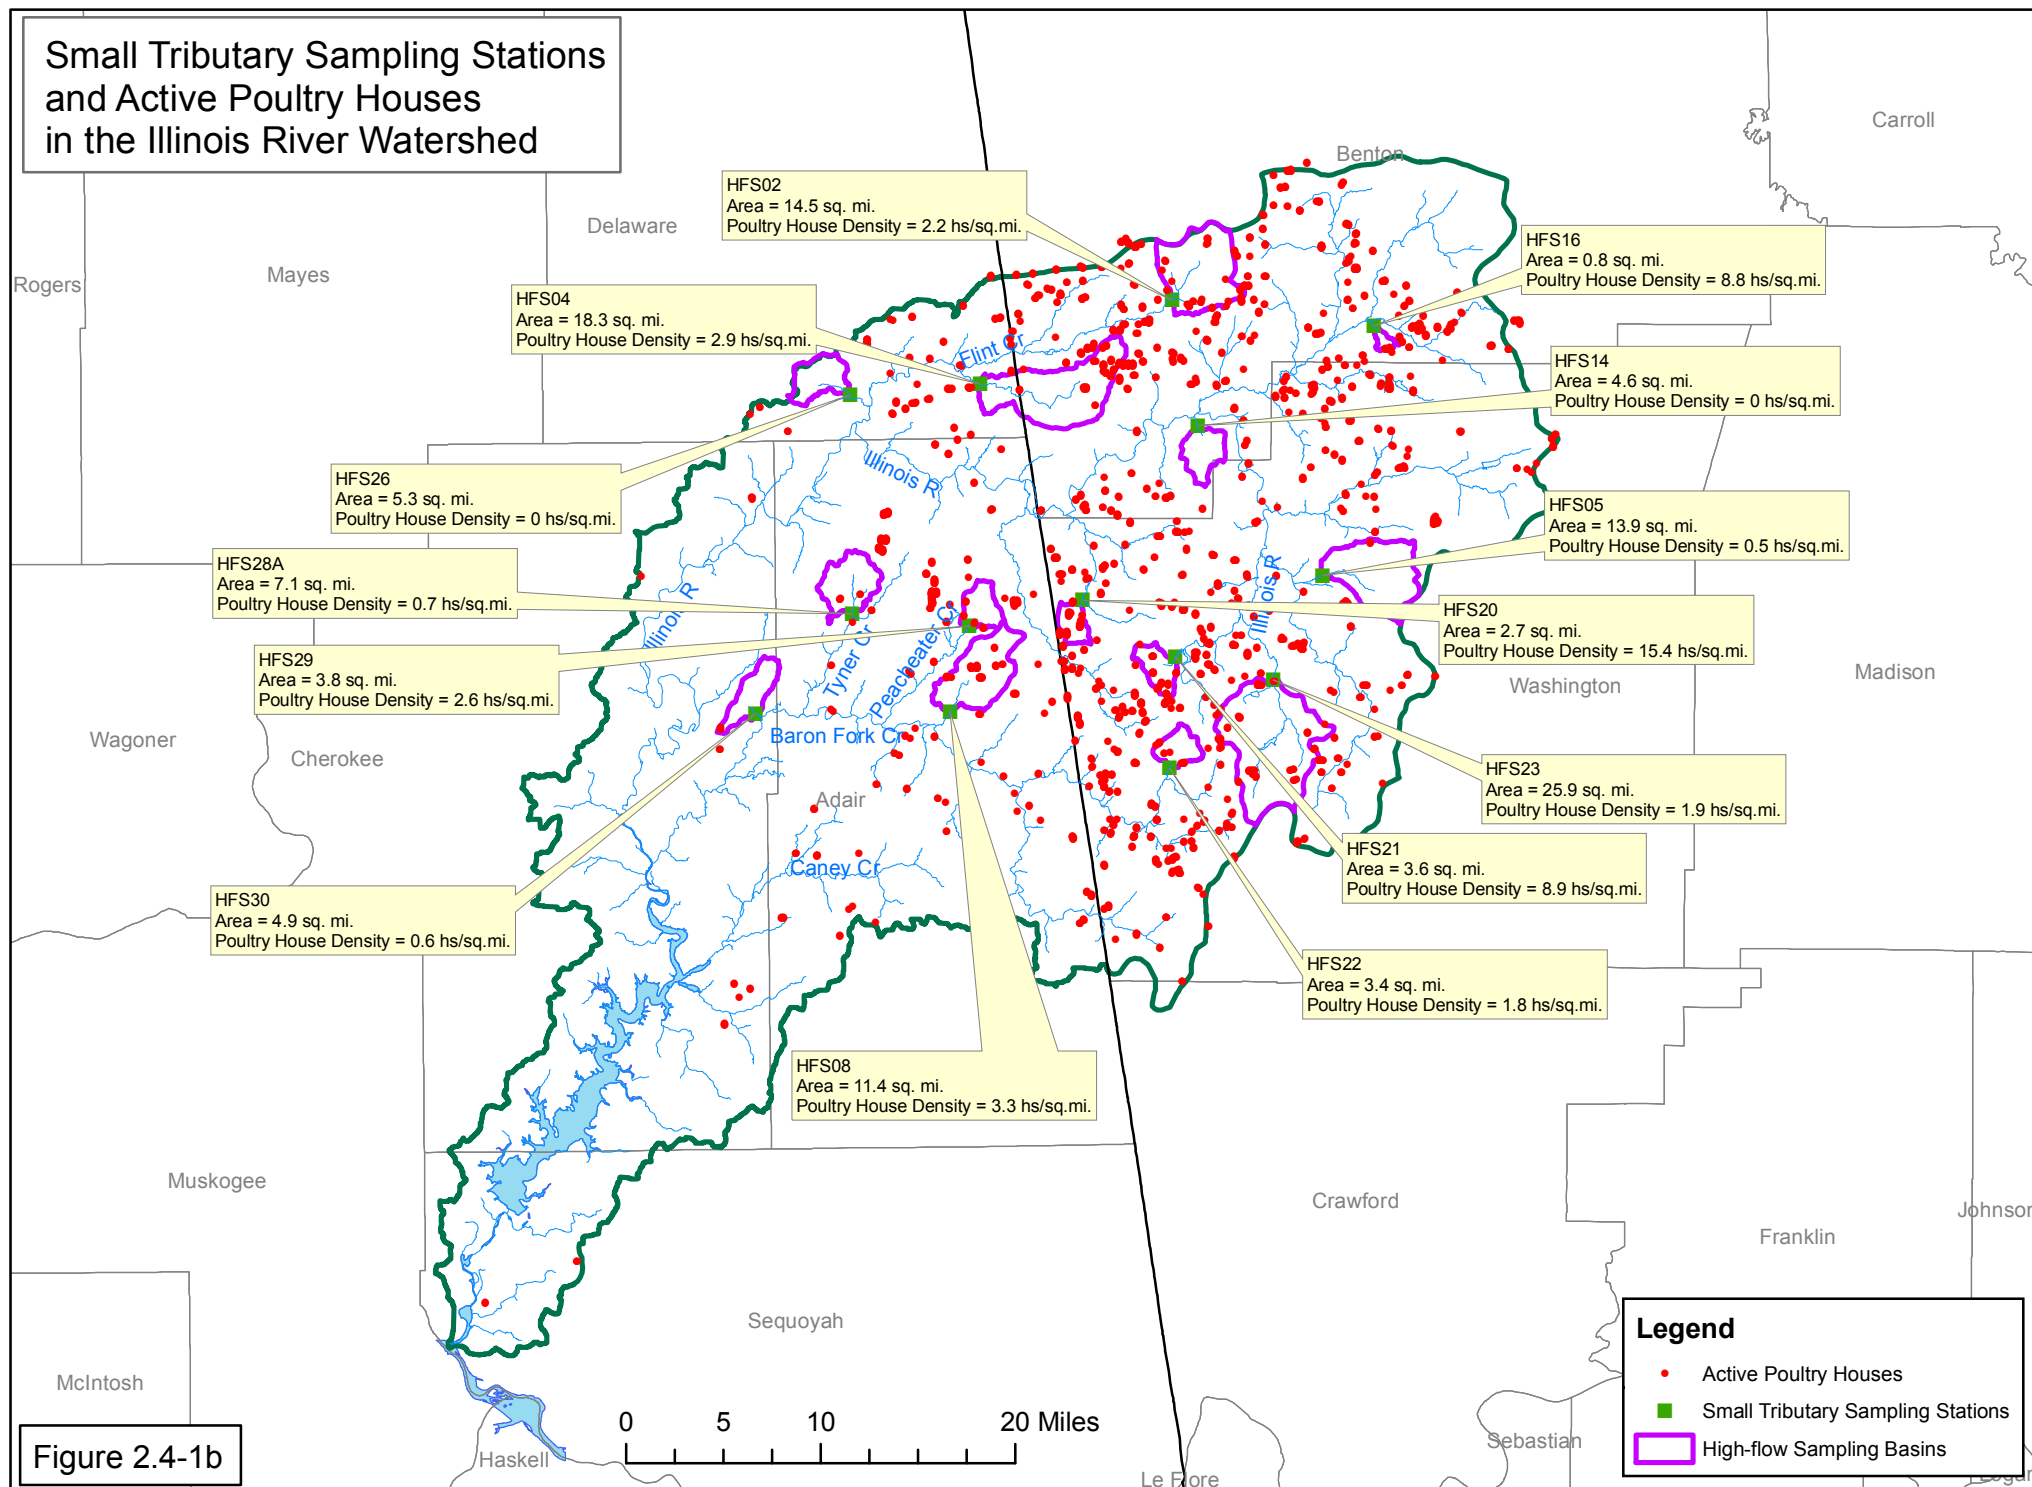 Small Tributary Sampling Stations
and Active Poultry Houses
in the Illinois River Watershed
Carroll
Benton
HFS02
Area = 14.5 sq. mi.
Poultry House Density = 2.2 hs/sq.mi.
Delaware
HFS16
Area = 0.8 sq. mi.
Poultry House Density = 8.8 hs/sq.mi.
Rogers
Mayes
HFS04
Area = 18.3 sq. mi.
Poultry House Density = 2.9 hs/sq.mi.
Flint Cr
HFS14
Area = 4.6 sq. mi.
Poultry House Density = 0 hs/sq.mi.
Illinois R
HFS26
Area = 5.3 sq. mi.
Poultry House Density = 0 hs/sq.mi.
HFS05
Area = 13.9 sq. mi.
Poultry House Density = 0.5 hs/sq.mi.
HFS28A
Area = 7.1 sq. mi.
Poultry House Density = 0.7 hs/sq.mi.
Illinois R
Illinois R
HFS20
Area = 2.7 sq. mi.
Poultry House Density = 15.4 hs/sq.mi.
HFS29
Area = 3.8 sq. mi.
Poultry House Density = 2.6 hs/sq.mi.
Tyner Cr
Peacheater Cr
Madison
Washington
Wagoner
Cherokee
Baron Fork Cr
HFS23
Area = 25.9 sq. mi.
Poultry House Density = 1.9 hs/sq.mi.
Adair
HFS21
Area = 3.6 sq. mi.
Poultry House Density = 8.9 hs/sq.mi.
Caney Cr
HFS30
Area = 4.9 sq. mi.
Poultry House Density = 0.6 hs/sq.mi.
HFS22
Area = 3.4 sq. mi.
Poultry House Density = 1.8 hs/sq.mi.
HFS08
Area = 11.4 sq. mi.
Poultry House Density = 3.3 hs/sq.mi.
Muskogee
Crawford
Franklin
Johnson
Sequoyah
McIntosh
Legend
Active Poultry Houses
Small Tributary Sampling Stations
High-flow Sampling Basins
0 5 10 20 Miles
Figure 2.4-1b
Haskell
Le Flore
Sebastian